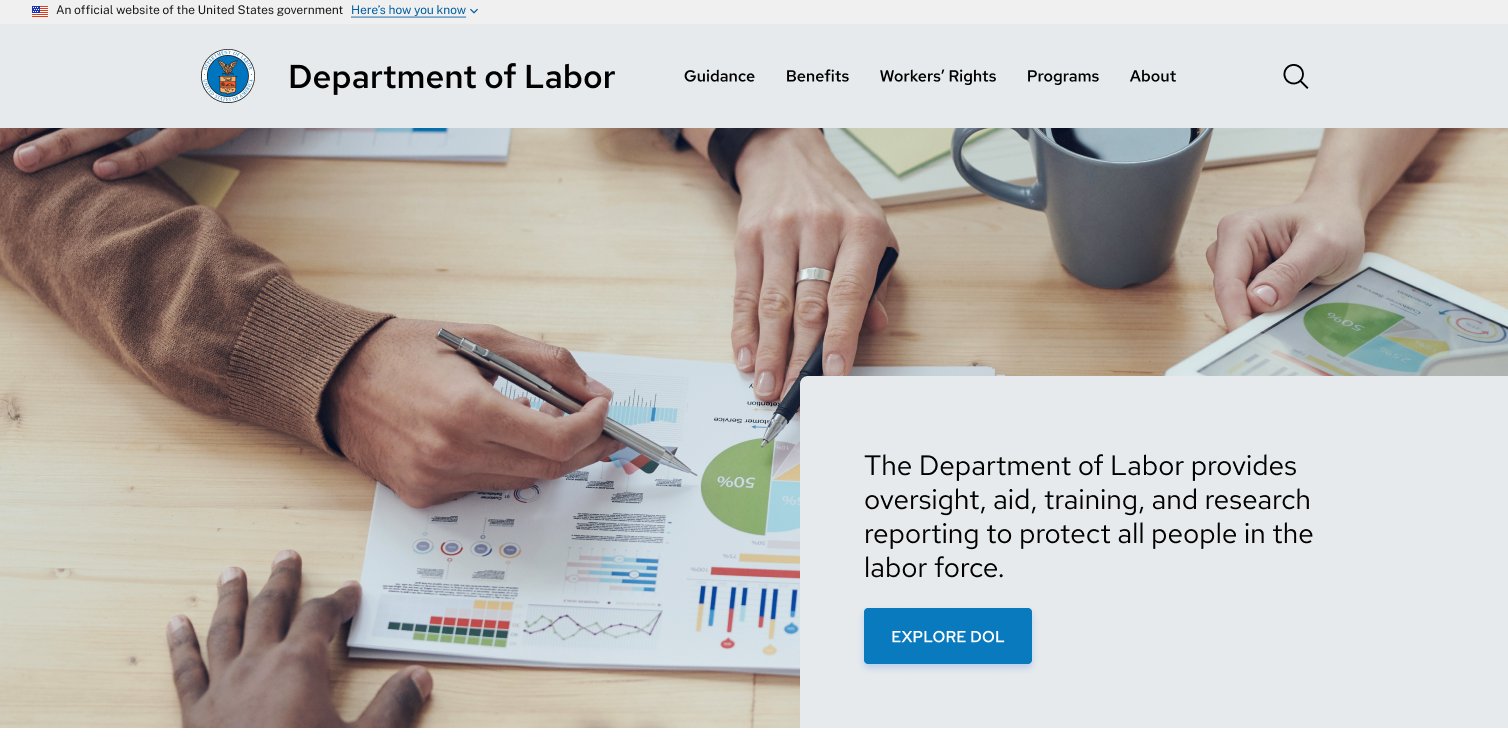 An official website of the United States government Here's how you know
Department of Labor
Guidance Benefits Workers’ Rights Programs About
50%
50%
The Department of Labor provides
oversight, aid, training, and research
reporting to protect all people in the
labor force.
EXPLORE DOL